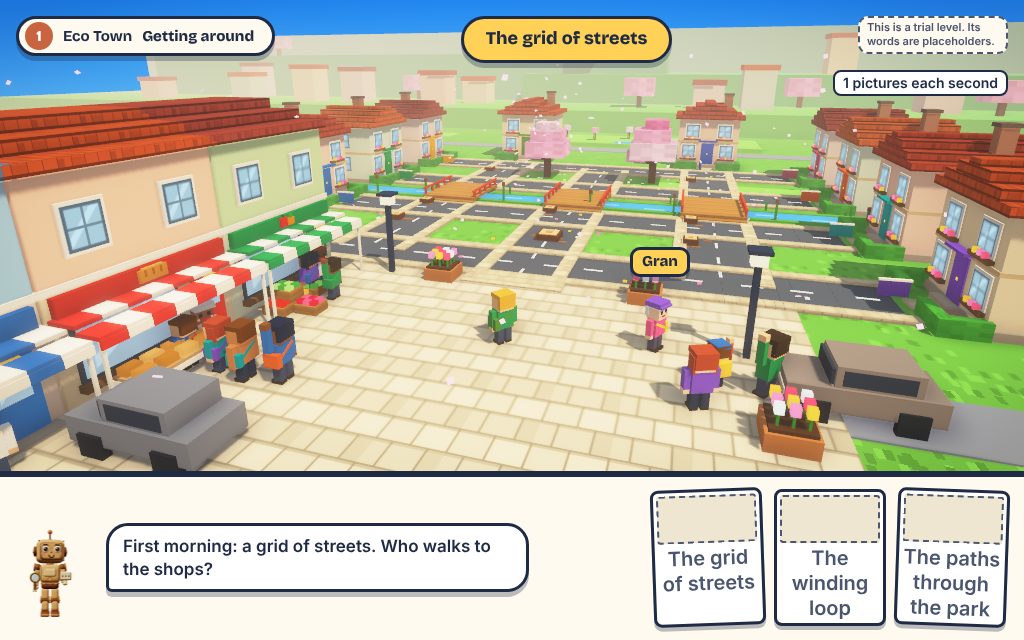 1 Eco Town Getting around
The grid of streets
This is a trial level. Its
words are placeholders.
1 pictures each second
Gran
First morning: a grid of streets. Who walks to
the shops?
The grid
of streets
The
winding
loop
The paths
through
the park